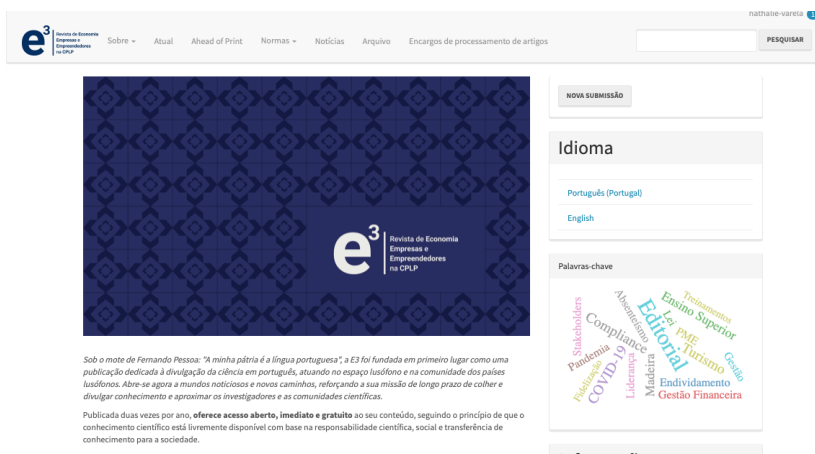 nathalie-varela
e3
Revista de Economia
Empresas e
Empreendedores
na CPLP
Sobre
Atual
Ahead of Print
Normas
Notícias
Arquivo
Encargos de processamento de artigos
PESQUISAR
e3
Revista de Economia
Empresas e
Empreendedores
na CPLP
Sob o mote de Fernando Pessoa: "A minha pátria é a língua portuguesa", a E3 foi fundada em primeiro lugar como uma
publicação dedicada à divulgação da ciência em português, atuando no espaço lusófono e na comunidade dos países
lusófonos. Abre-se agora a mundos noticiosos e novos caminhos, reforçando a sua missão de longo prazo de colher e
divulgar conhecimento e aproximar os investigadores e as comunidades científicas.
Publicada duas vezes por ano, oferece acesso aberto, imediato e gratuito ao seu conteúdo, seguindo o princípio de que o
conhecimento científico está livremente disponível com base na responsabilidade científica, social e transferência de
conhecimento para a sociedade.
NOVA SUBMISSÃO
Idioma
Português (Portugal)
English
Palavras-chave
Stakeholders
Absenteísmo
Compliance
Pandemia
Fidelização
COVID-19
Liderança
Madeira
Editorial
Lei
PME
Turismo
Ensino Superior
Treinamentos
Gestão
Endividamento
Gestão Financeira